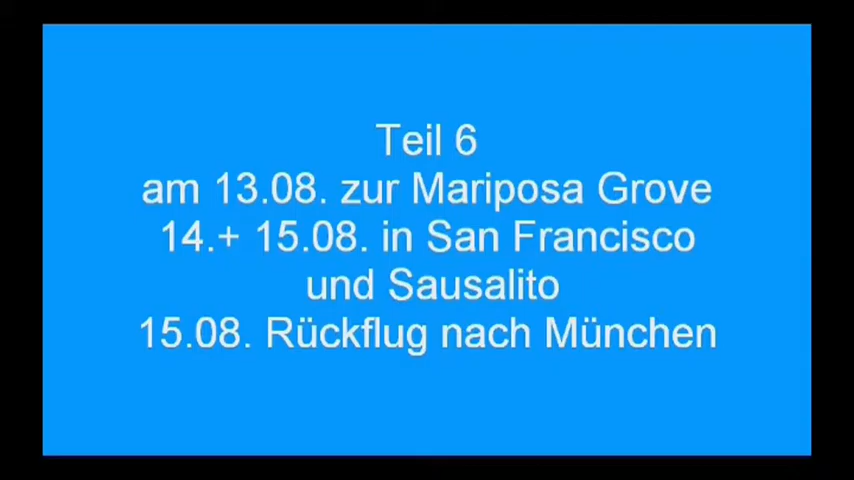 Teil 6
am 13.08. zur Mariposa Grove
14.+ 15.08. in San Francisco
und Sausalito
15.08. Rückflug nach München